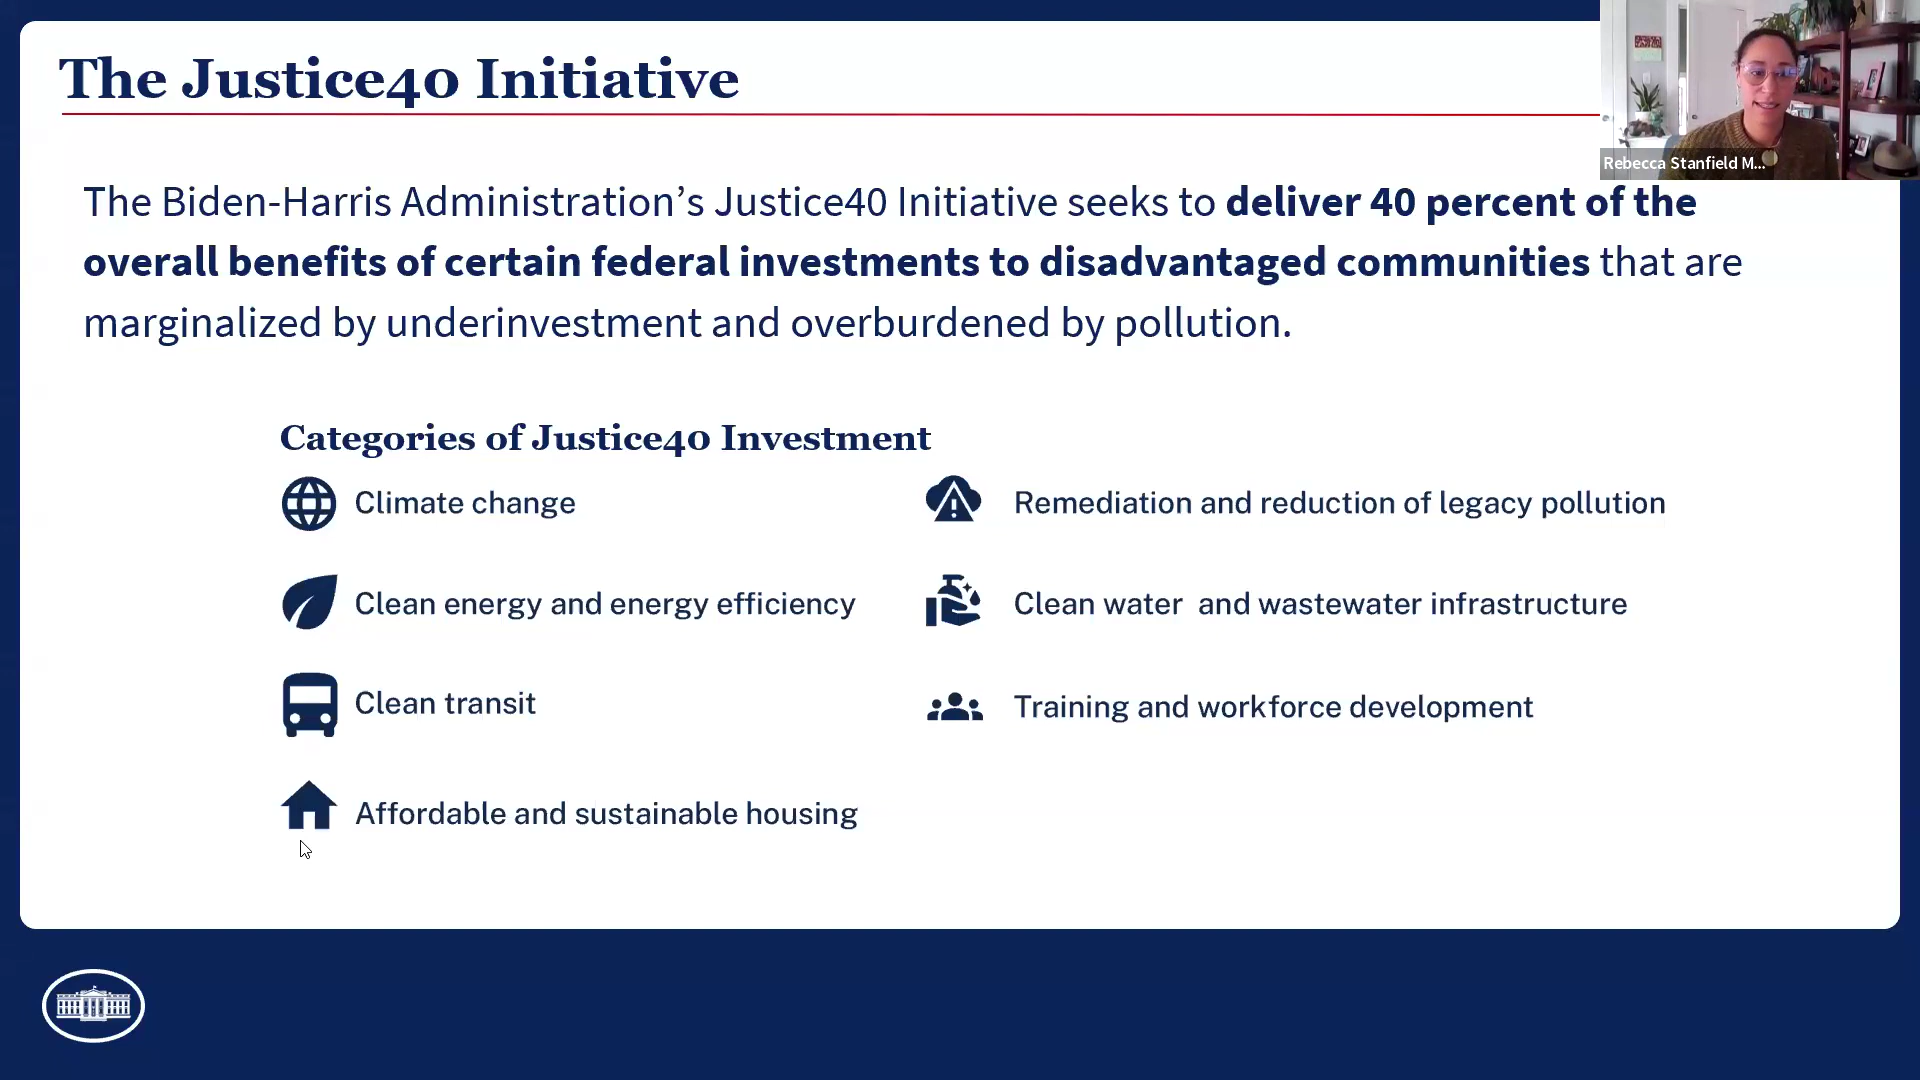 The Justice40 Initiative
Rebecca Stanfield M...
The Biden-Harris Administration’s Justice40 Initiative seeks to deliver 40 percent of the
overall benefits of certain federal investments to disadvantaged communities that are
marginalized by underinvestment and overburdened by pollution.
Categories of Justice40 Investment
Climate change
Clean energy and energy efficiency
Clean transit
Affordable and sustainable housing
Remediation and reduction of legacy pollution
Clean water  and wastewater infrastructure
Training and workforce development